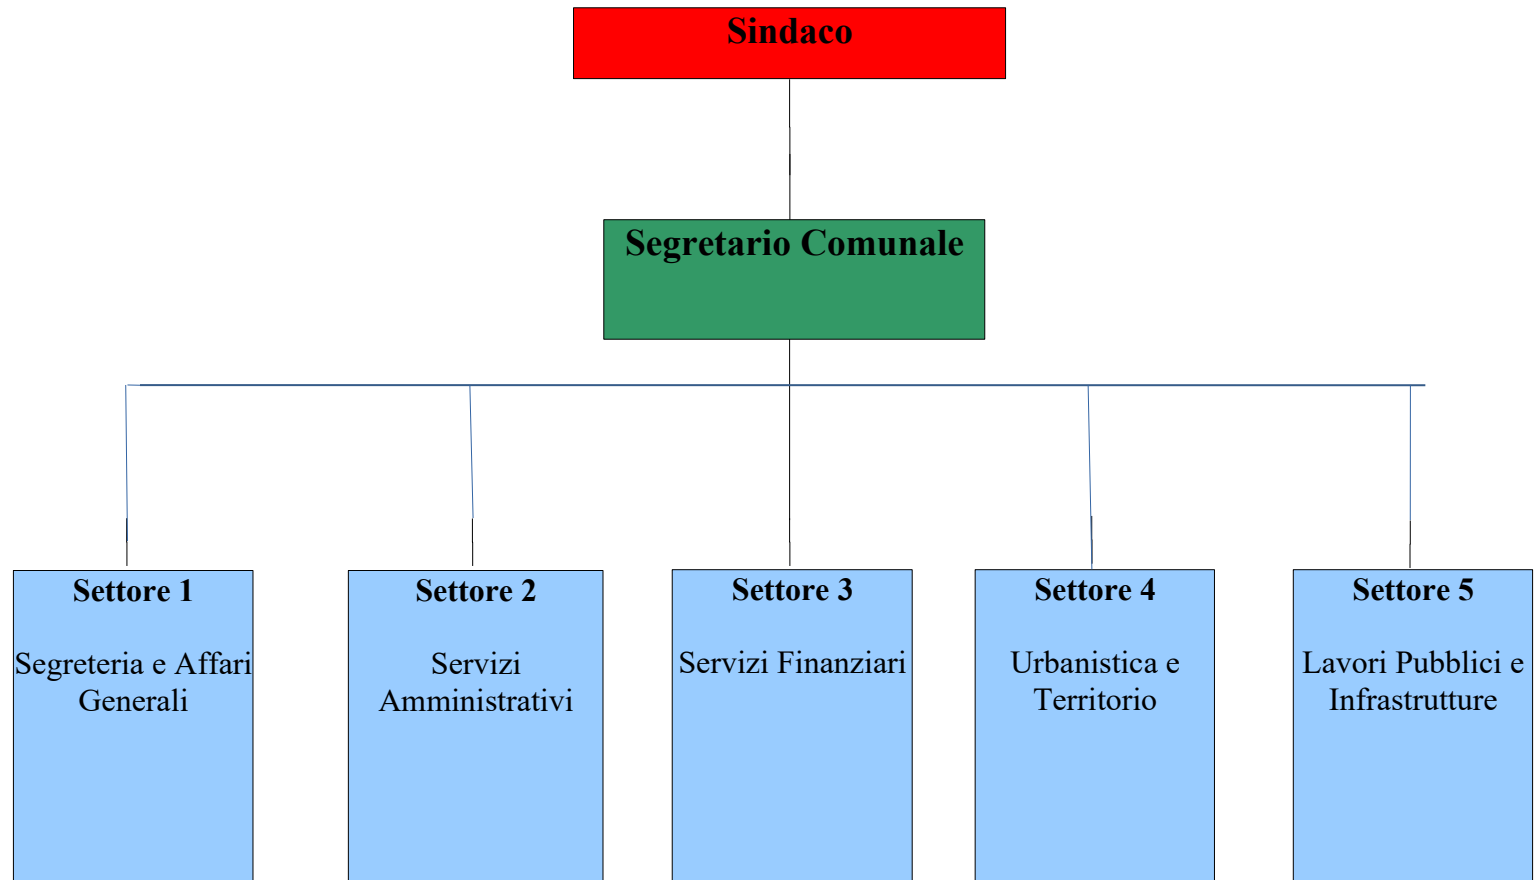 Sindaco
Segretario Comunale
Settore 1
Segreteria e Affari
Generali
Settore 2
Servizi
Amministrativi
Settore 3
Servizi Finanziari
Settore 4
Urbanistica e
Territorio
Settore 5
Lavori Pubblici e
Infrastrutture